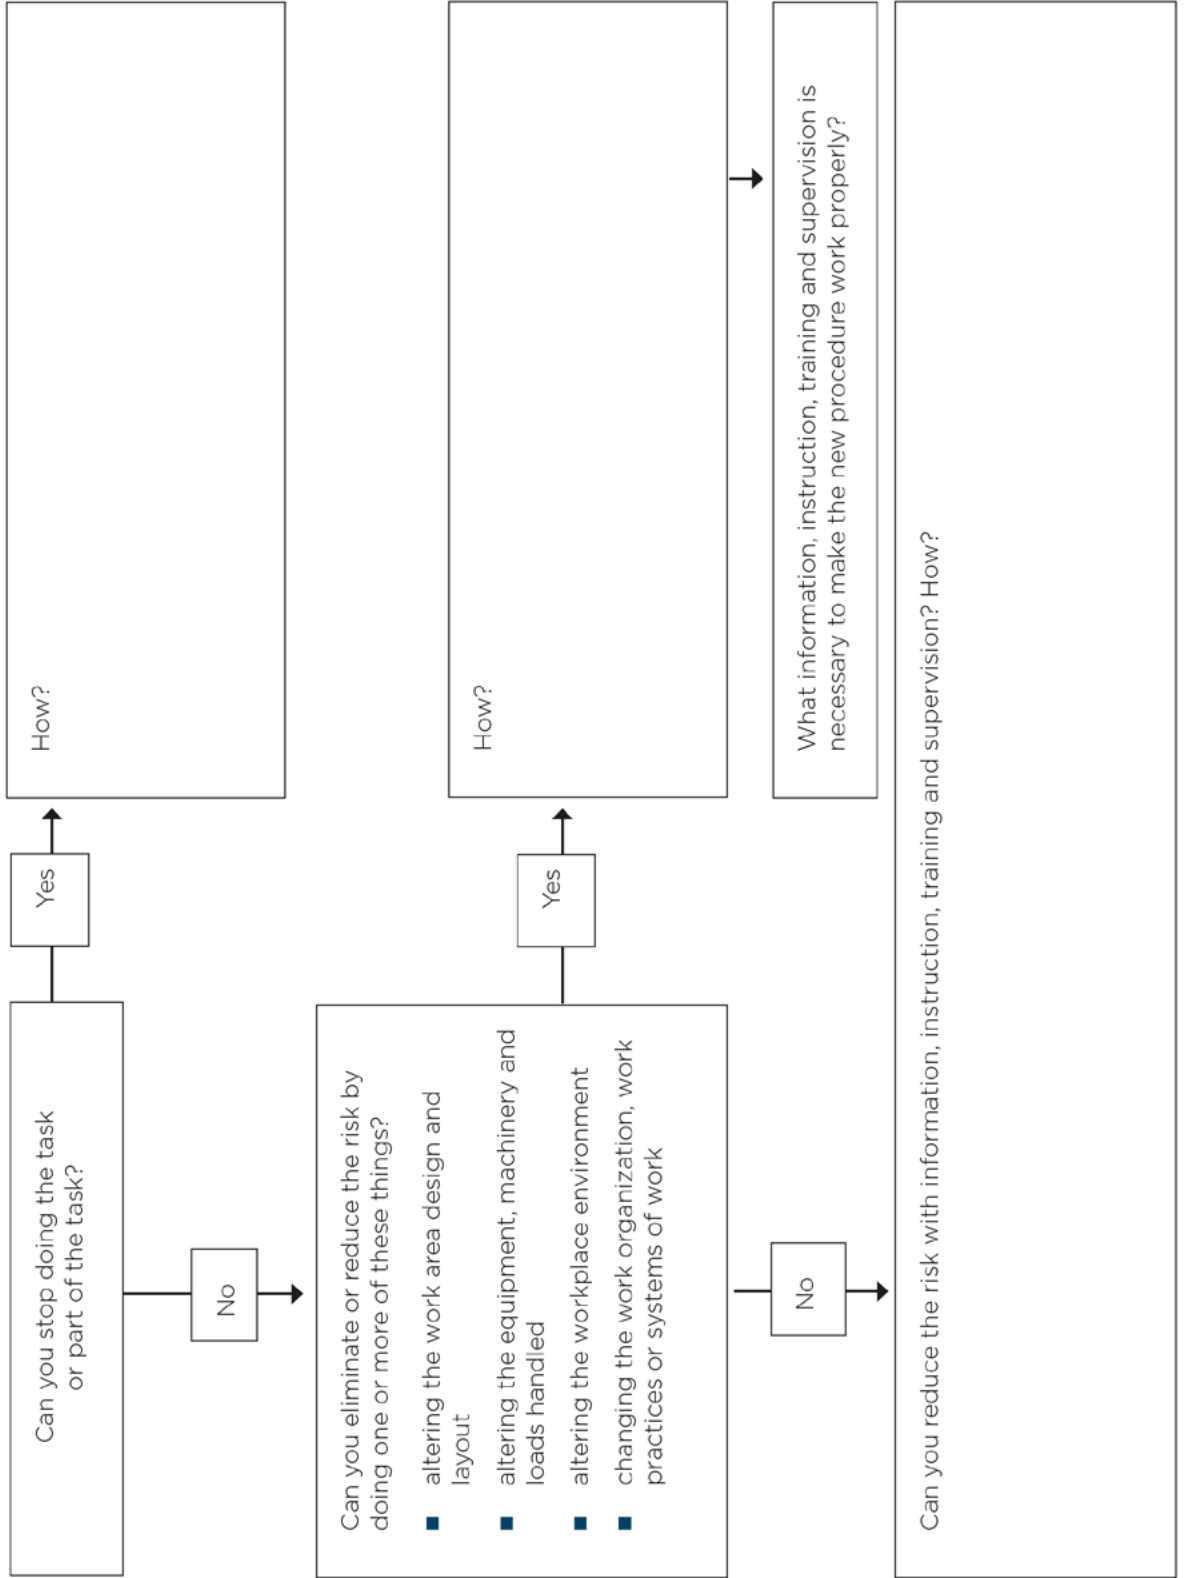 Can you stop doing the task
or part of the task?
Yes
How?
No
Can you eliminate or reduce the risk by
doing one or more of these things?
■ altering the work area design and
layout
■ altering the equipment, machinery and
loads handled
■ altering the workplace environment
■ changing the work organization, work
practices or systems of work
Yes
How?
What information, instruction, training and supervision is
necessary to make the new procedure work properly?
No
Can you reduce the risk with information, instruction, training and supervision? How?